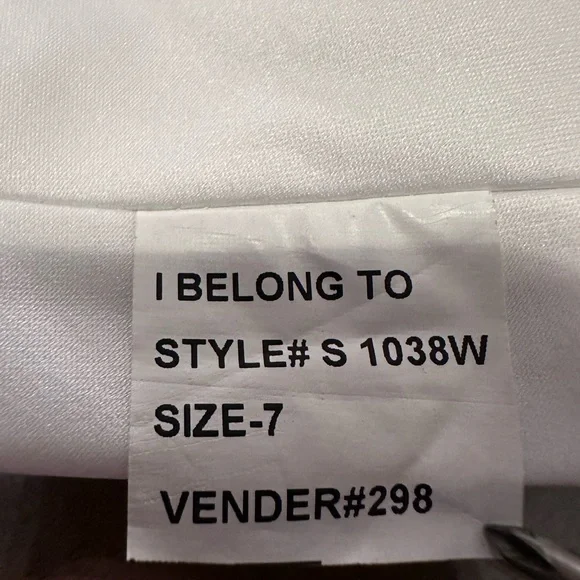 I BELONG TO
STYLE# S 1038W
SIZE-7
VENDER#298